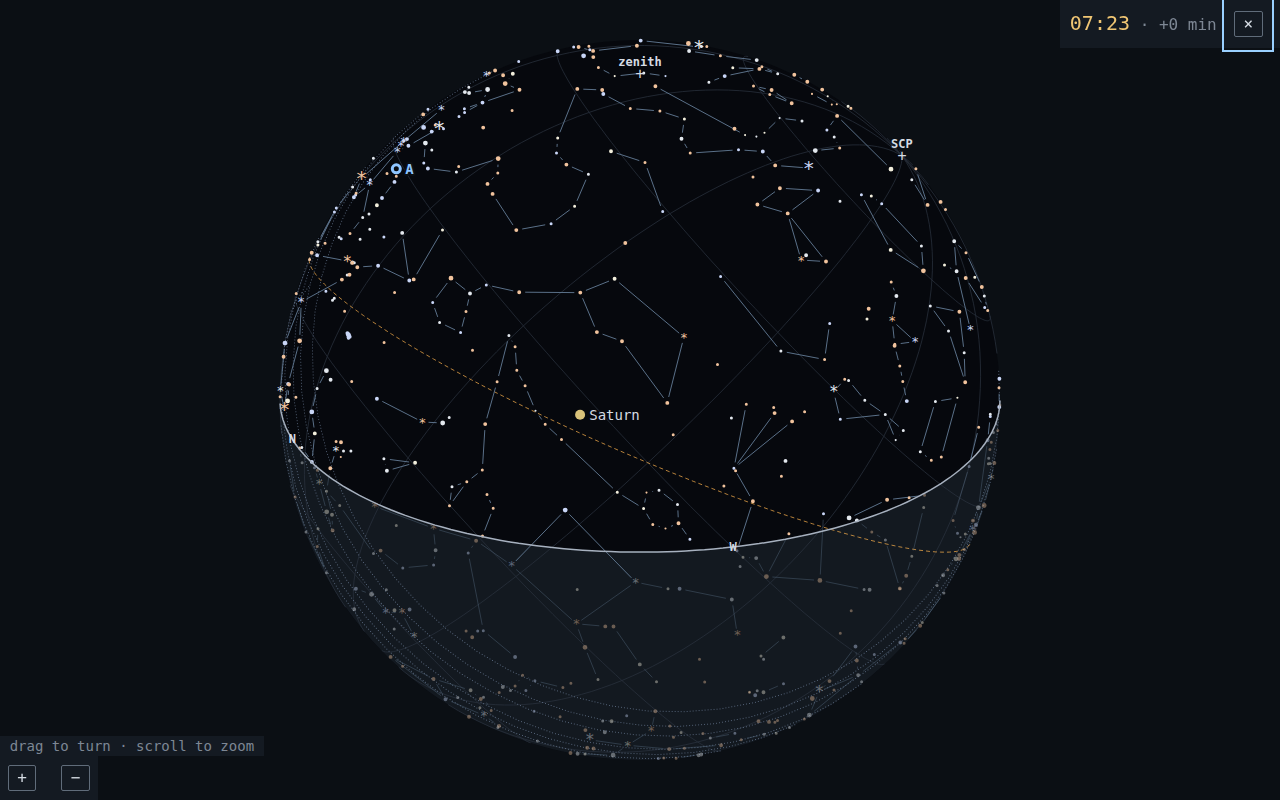 07:23 · +0 min ×
zenith
SCP
A
Saturn
N
W
drag to turn · scroll to zoom
+ −